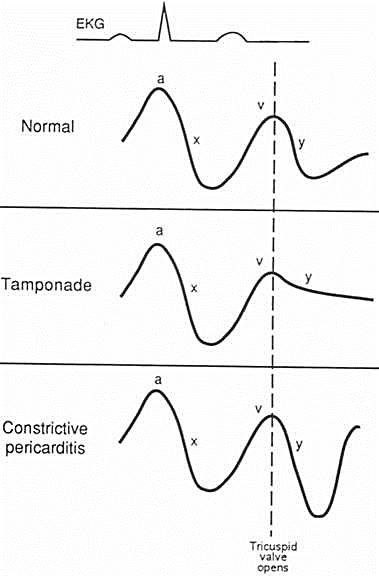 EKG
a
v
Normal
x
y
a
v
y
Tamponade
x
a
v
Constrictive
pericarditis
x
y
Tricuspid
valve
opens